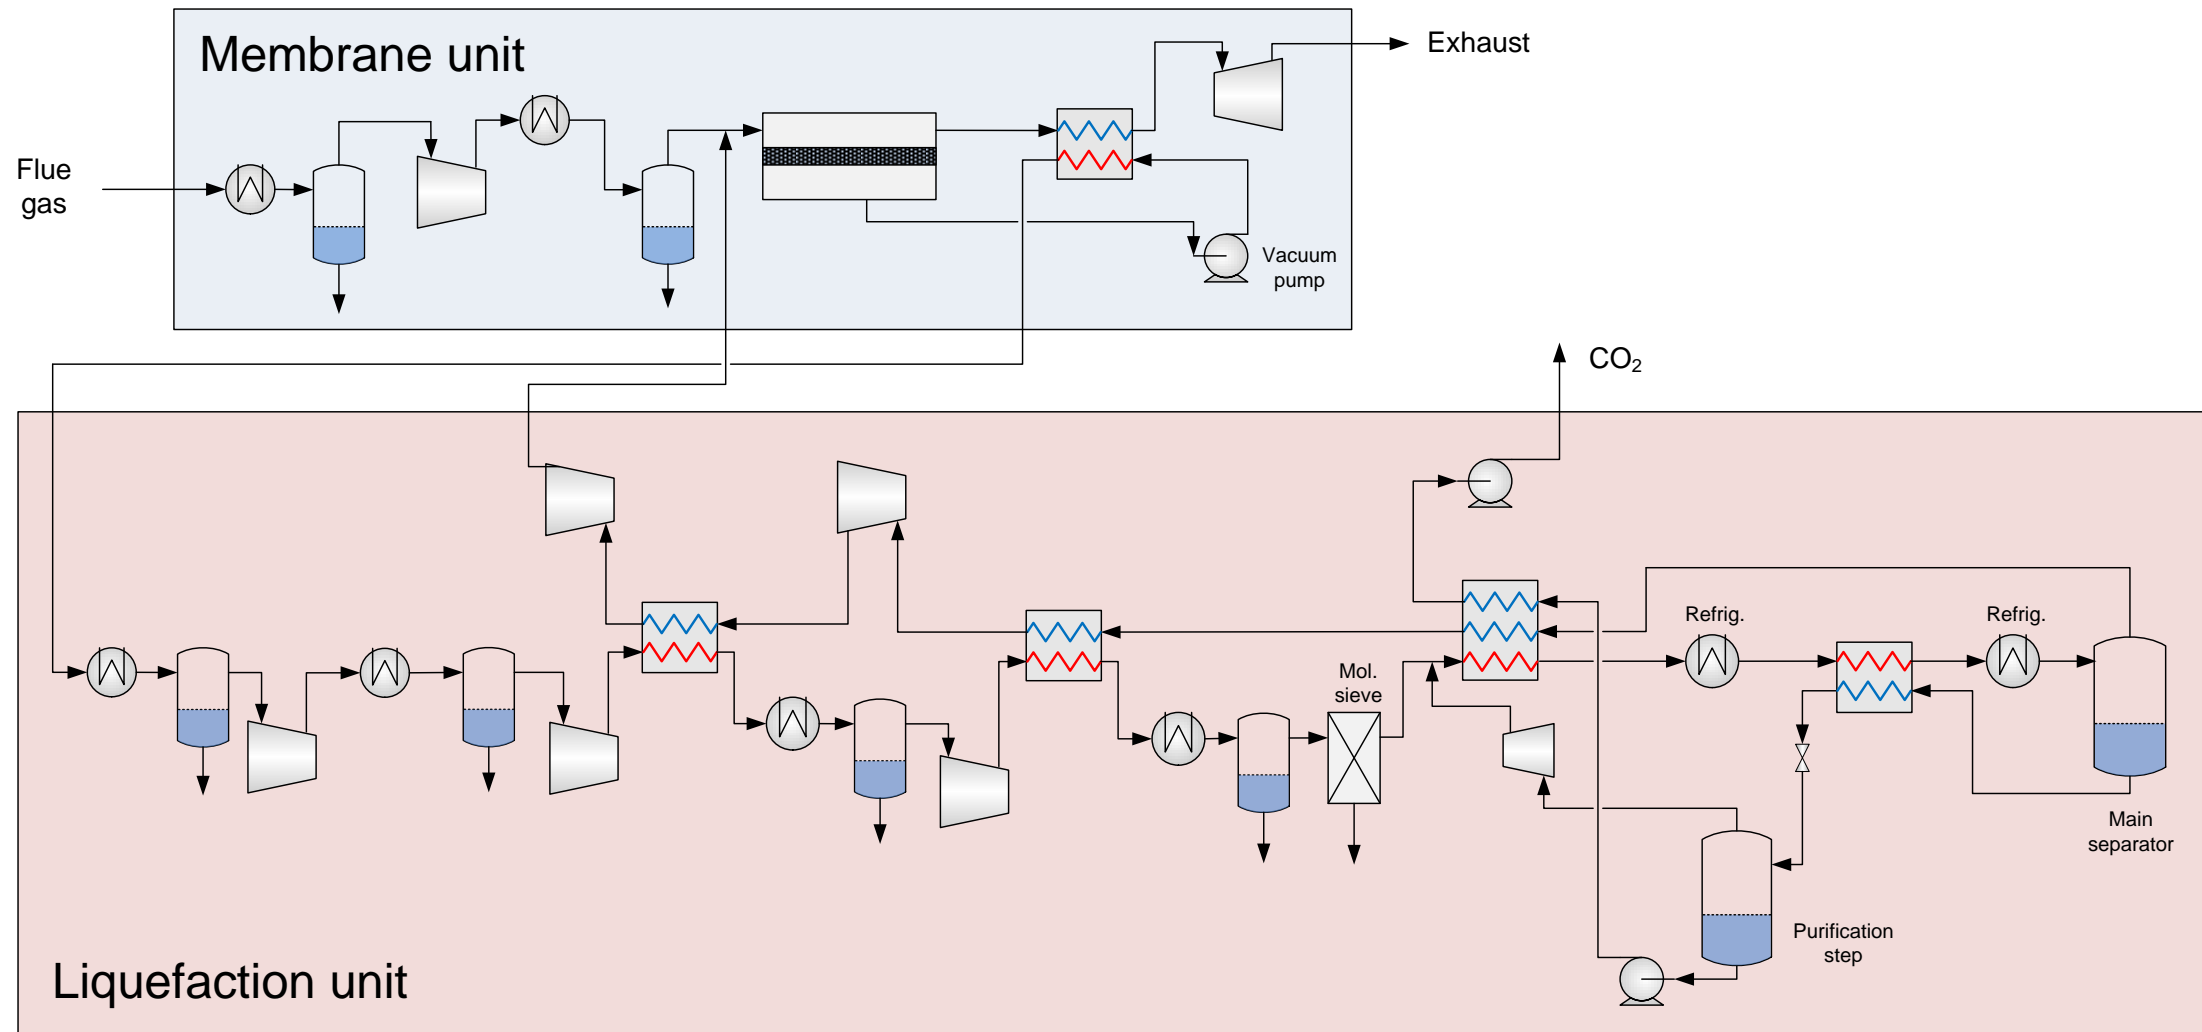 Membrane unit
Exhaust
Flue
gas
Vacuum
pump
CO₂
Refrig.
Refrig.
Mol.
sieve
Main
separator
Purification
step
Liquefaction unit